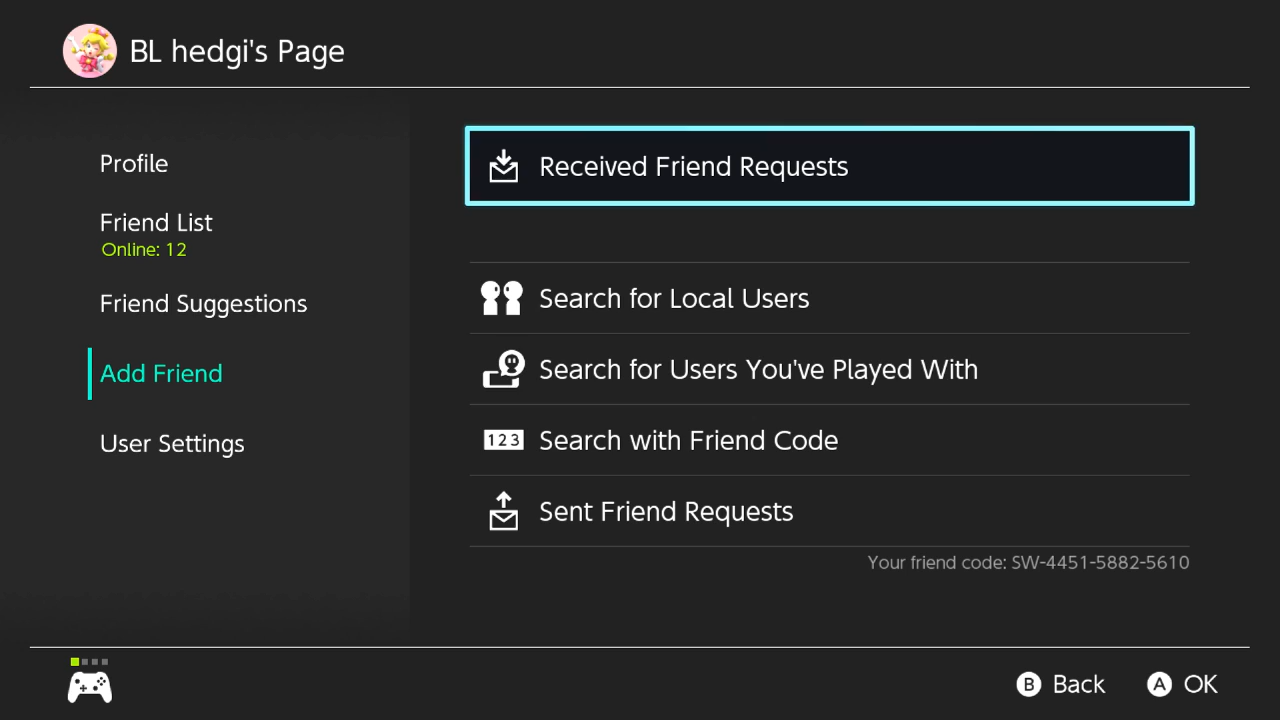 BL hedgi's Page
Profile
Friend List
Online: 12
Friend Suggestions
Add Friend
User Settings
Received Friend Requests
Search for Local Users
Search for Users You've Played With
123 Search with Friend Code
Sent Friend Requests
Your friend code: SW-4451-5882-5610
B Back A OK